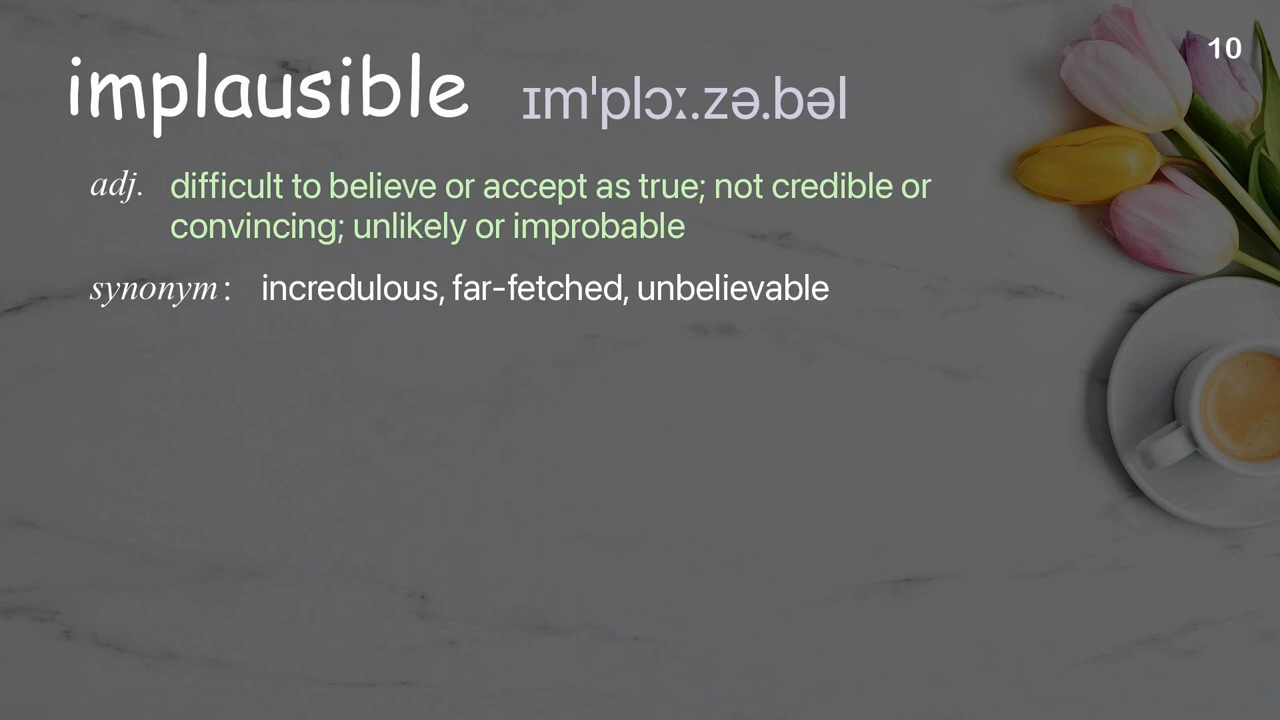 10
implausible ɪmˈplɔː.zə.bəl
adj. difficult to believe or accept as true; not credible or
convincing; unlikely or improbable
synonym : incredulous, far-fetched, unbelievable